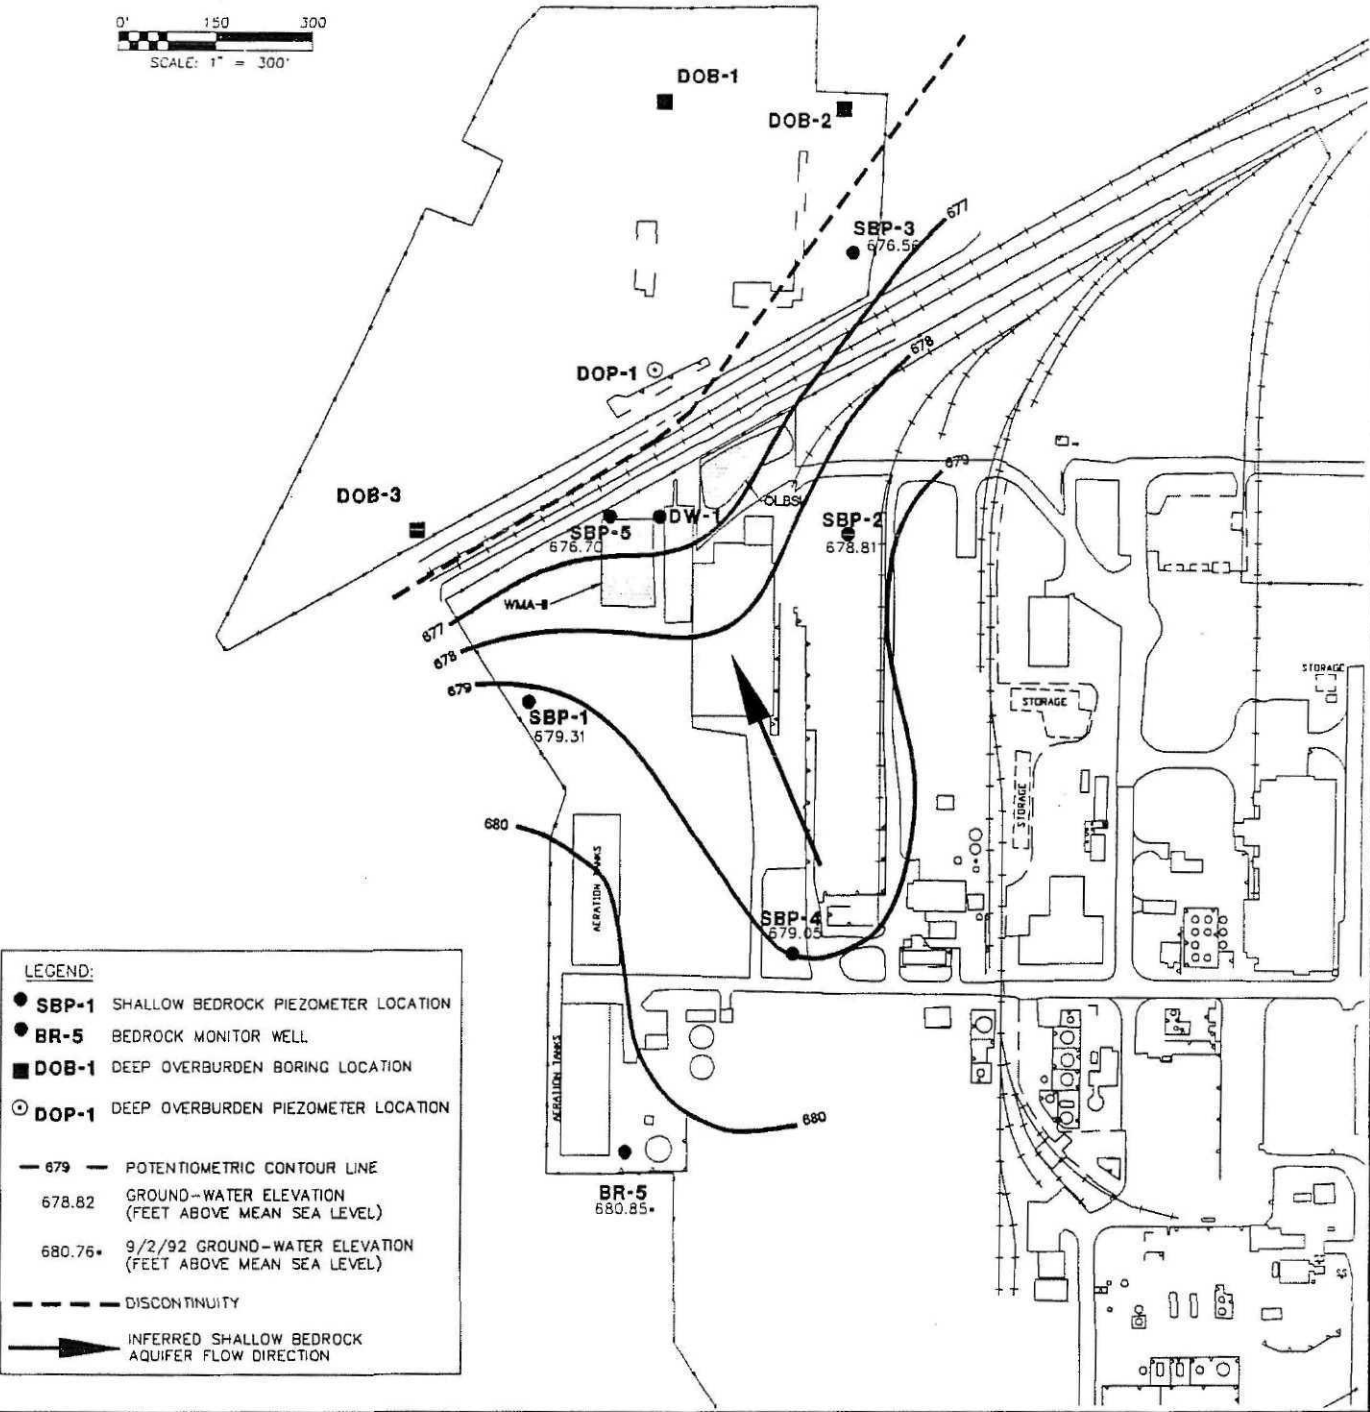 0' 150 300
SCALE: 1" = 300'
DOB-1
DOB-2
SBP-3
676.56
677
678
DOP-1
679
DOB-3
OLBSL
SBP-5
676.70
DW-1
SBP-2
678.81
WMA-II
677
678
679
SBP-1
679.31
STORAGE
STORAGE
STORAGE
680
AERATION TANKS
SBP-4
679.05
AERATION TANKS
680
BR-5
680.85*
LEGEND:
SBP-1 SHALLOW BEDROCK PIEZOMETER LOCATION
BR-5 BEDROCK MONITOR WELL
DOB-1 DEEP OVERBURDEN BORING LOCATION
DOP-1 DEEP OVERBURDEN PIEZOMETER LOCATION
679 POTENTIOMETRIC CONTOUR LINE
678.82 GROUND-WATER ELEVATION
(FEET ABOVE MEAN SEA LEVEL)
680.76* 9/2/92 GROUND-WATER ELEVATION
(FEET ABOVE MEAN SEA LEVEL)
DISCONTINUITY
INFERRED SHALLOW BEDROCK
AQUIFER FLOW DIRECTION